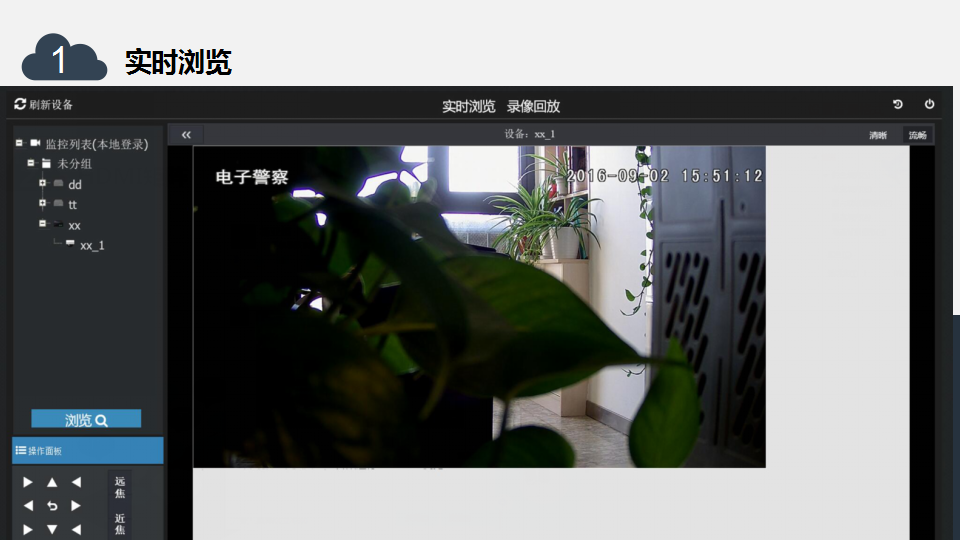 1 实时浏览
刷新设备
实时浏览 录像回放
设备: xx_1
清晰 流畅
监控列表(本地登录)
未分组
dd
tt
xx
xx_1
电子警察
2016-09-02 15:51:12
浏览
操作面板
远焦
近焦